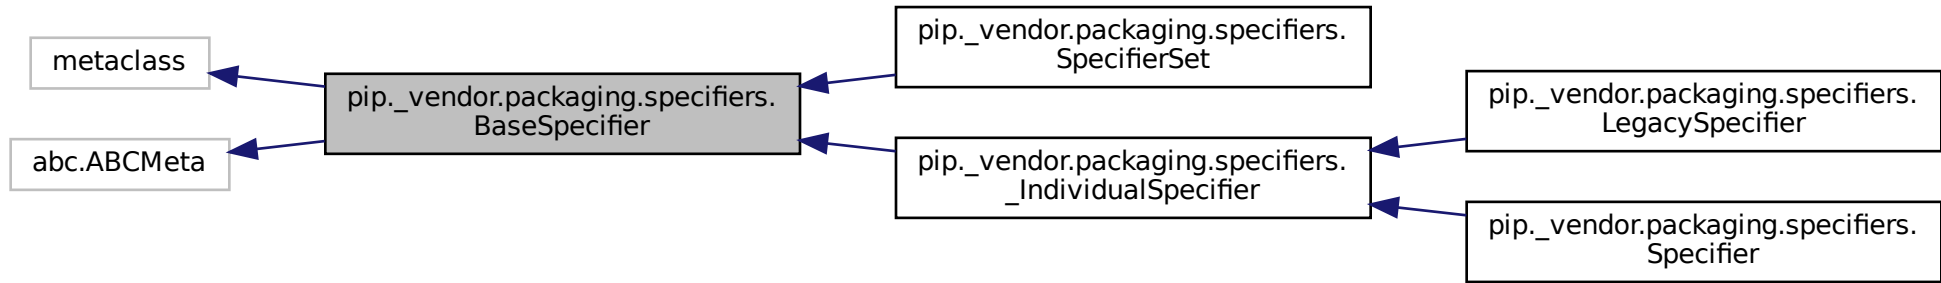 metaclass
abc.ABCMeta
pip._vendor.packaging.specifiers.
BaseSpecifier
pip._vendor.packaging.specifiers.
SpecifierSet
pip._vendor.packaging.specifiers.
_IndividualSpecifier
pip._vendor.packaging.specifiers.
LegacySpecifier
pip._vendor.packaging.specifiers.
Specifier